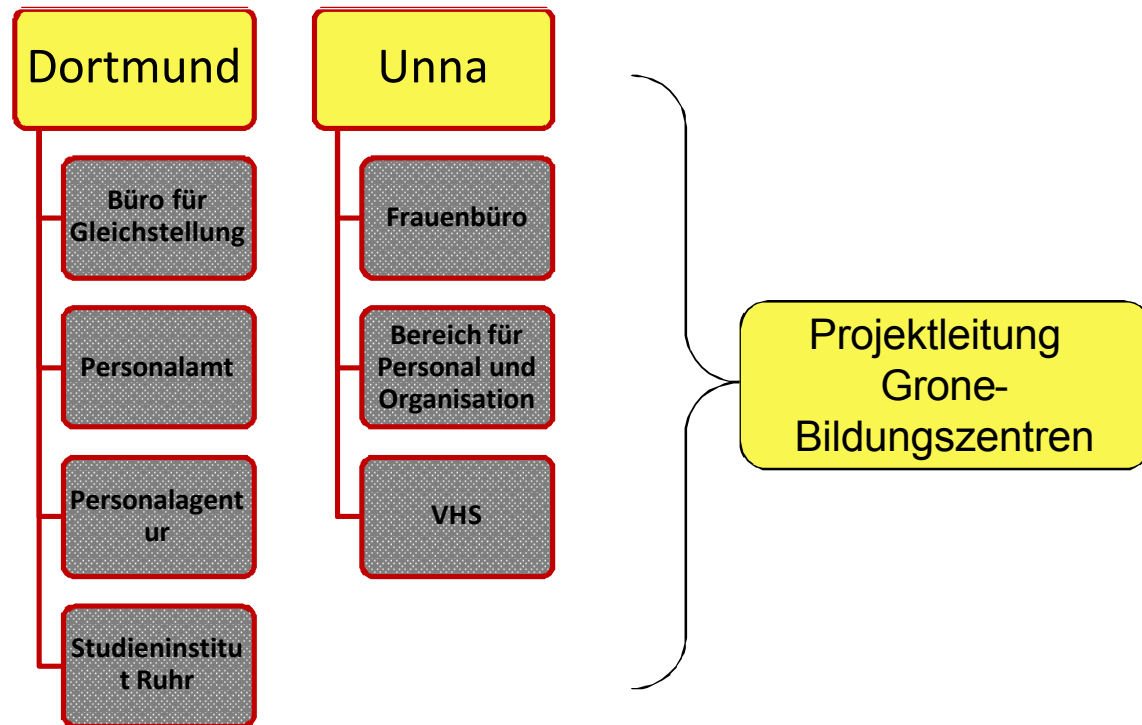 Dortmund
Büro für
Gleichstellung
Personalamt
Personalagent
ur
Studieninstitu
t Ruhr
Unna
Frauenbüro
Bereich für
Personal und
Organisation
VHS
Projektleitung
Grone-
Bildungszentren